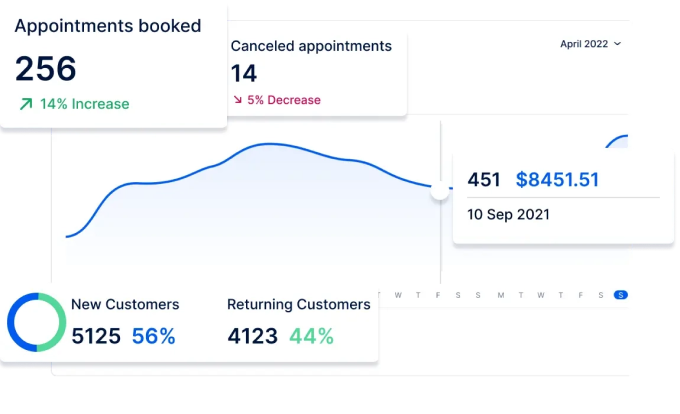 Appointments booked
256
14% Increase
Canceled appointments
14
5% Decrease
April 2022
451 $8451.51
10 Sep 2021
T W T F S S M T W T F S S
New Customers
5125 56%
Returning Customers
4123 44%